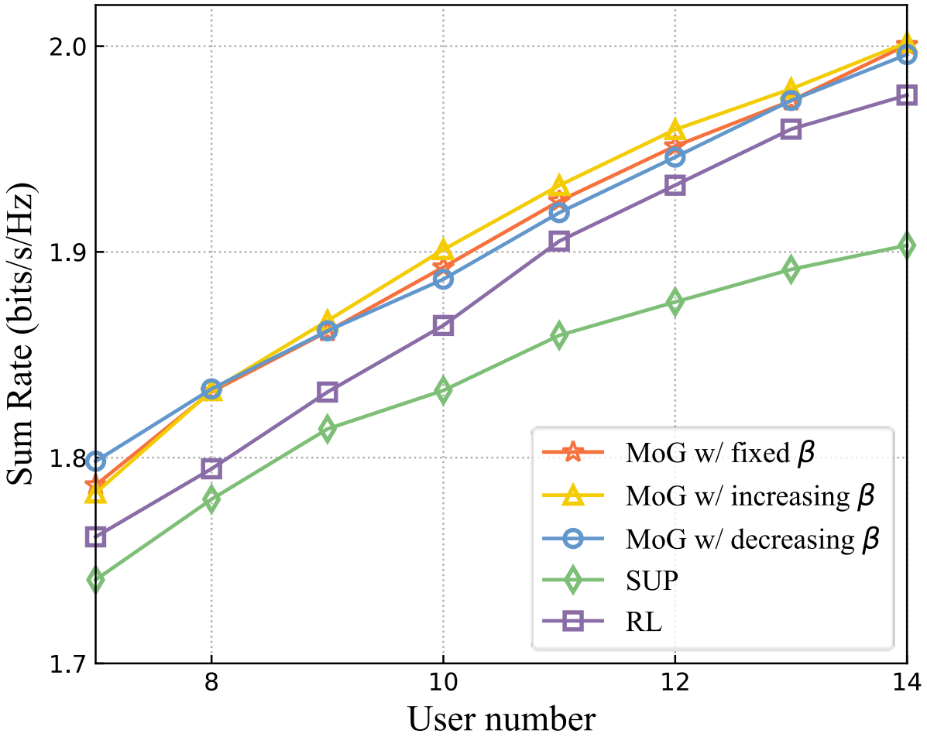 2.0
1.9
1.8
1.7
Sum Rate (bits/s/Hz)
MoG w/ fixed β
MoG w/ increasing β
MoG w/ decreasing β
SUP
RL
8 10 12 14
User number